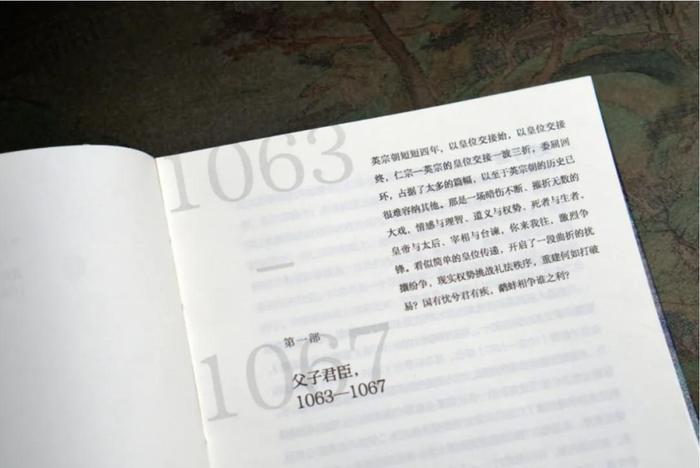 1063
英宗朝短短四年，以皇位交接始，以皇位交接
终，仁宗—英宗的皇位交接一波三折，委屈回
环，占据了太多的篇幅，以至于英宗朝的历史已
很难容纳其他。那是一场暗伤不断、摧折无数的
大戏，情感与理智、道义与权势、死者与生者、
皇帝与太后、宰相与台谏，你来我往，激烈争
锋。看似简单的皇位传递，开启了一段曲折的扰
攘纷争，现实权势挑战礼法秩序，重建何如打破
易？国有忧兮君有疾，鹬蚌相争谁之利？
第一部
1067
父子君臣，
1063—1067